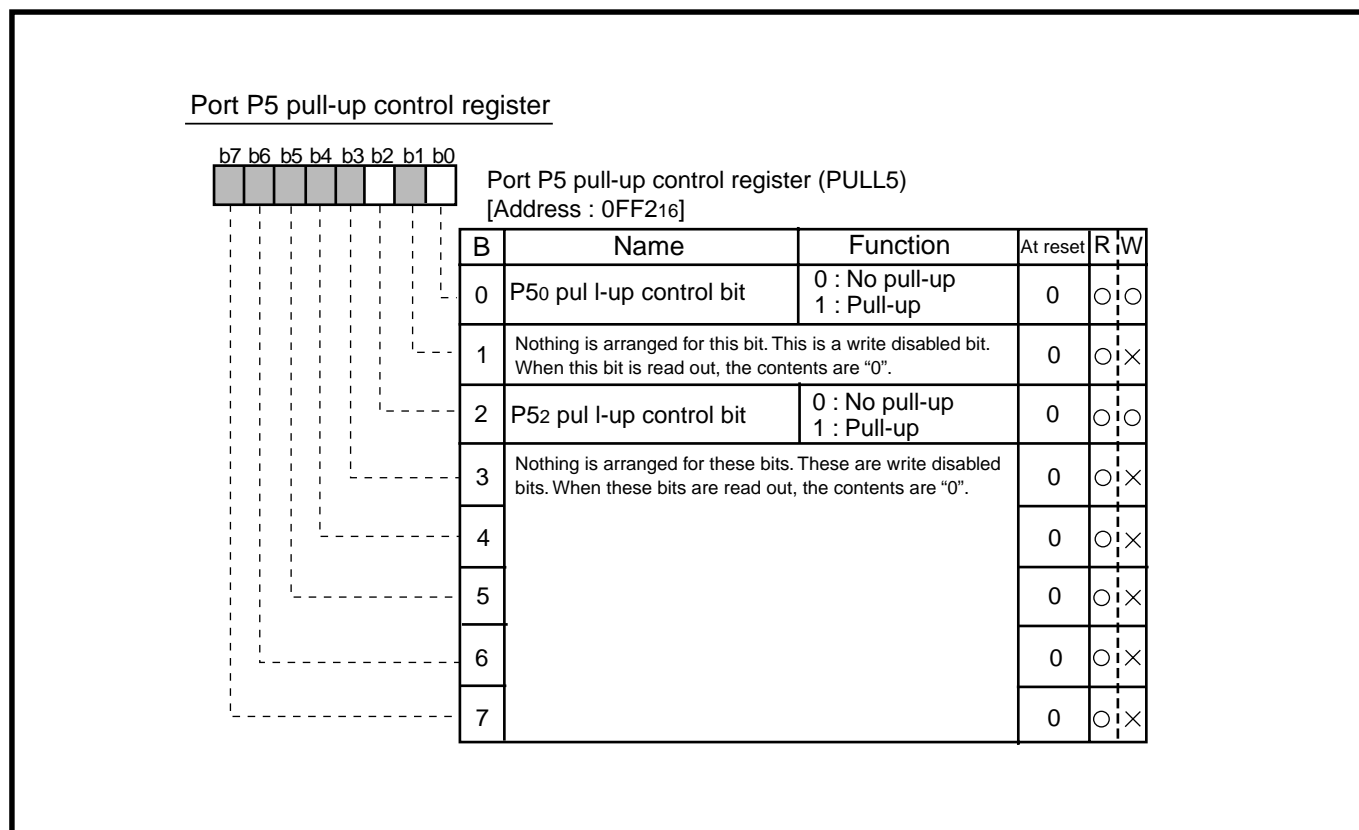 Port P5 pull-up control register
b7 b6 b5 b4 b3 b2 b1 b0
Port P5 pull-up control register (PULL5)
[Address : 0FF216]
B Name Function At reset R W
0 P50 pul l-up control bit 0 : No pull-up 0 ○ ○
1 : Pull-up
1 Nothing is arranged for this bit. This is a write disabled bit. 0 ○ ×
When this bit is read out, the contents are “0”.
2 P52 pul l-up control bit 0 : No pull-up 0 ○ ○
1 : Pull-up
3 Nothing is arranged for these bits. These are write disabled 0 ○ ×
bits. When these bits are read out, the contents are “0”.
4 0 ○ ×
5 0 ○ ×
6 0 ○ ×
7 0 ○ ×